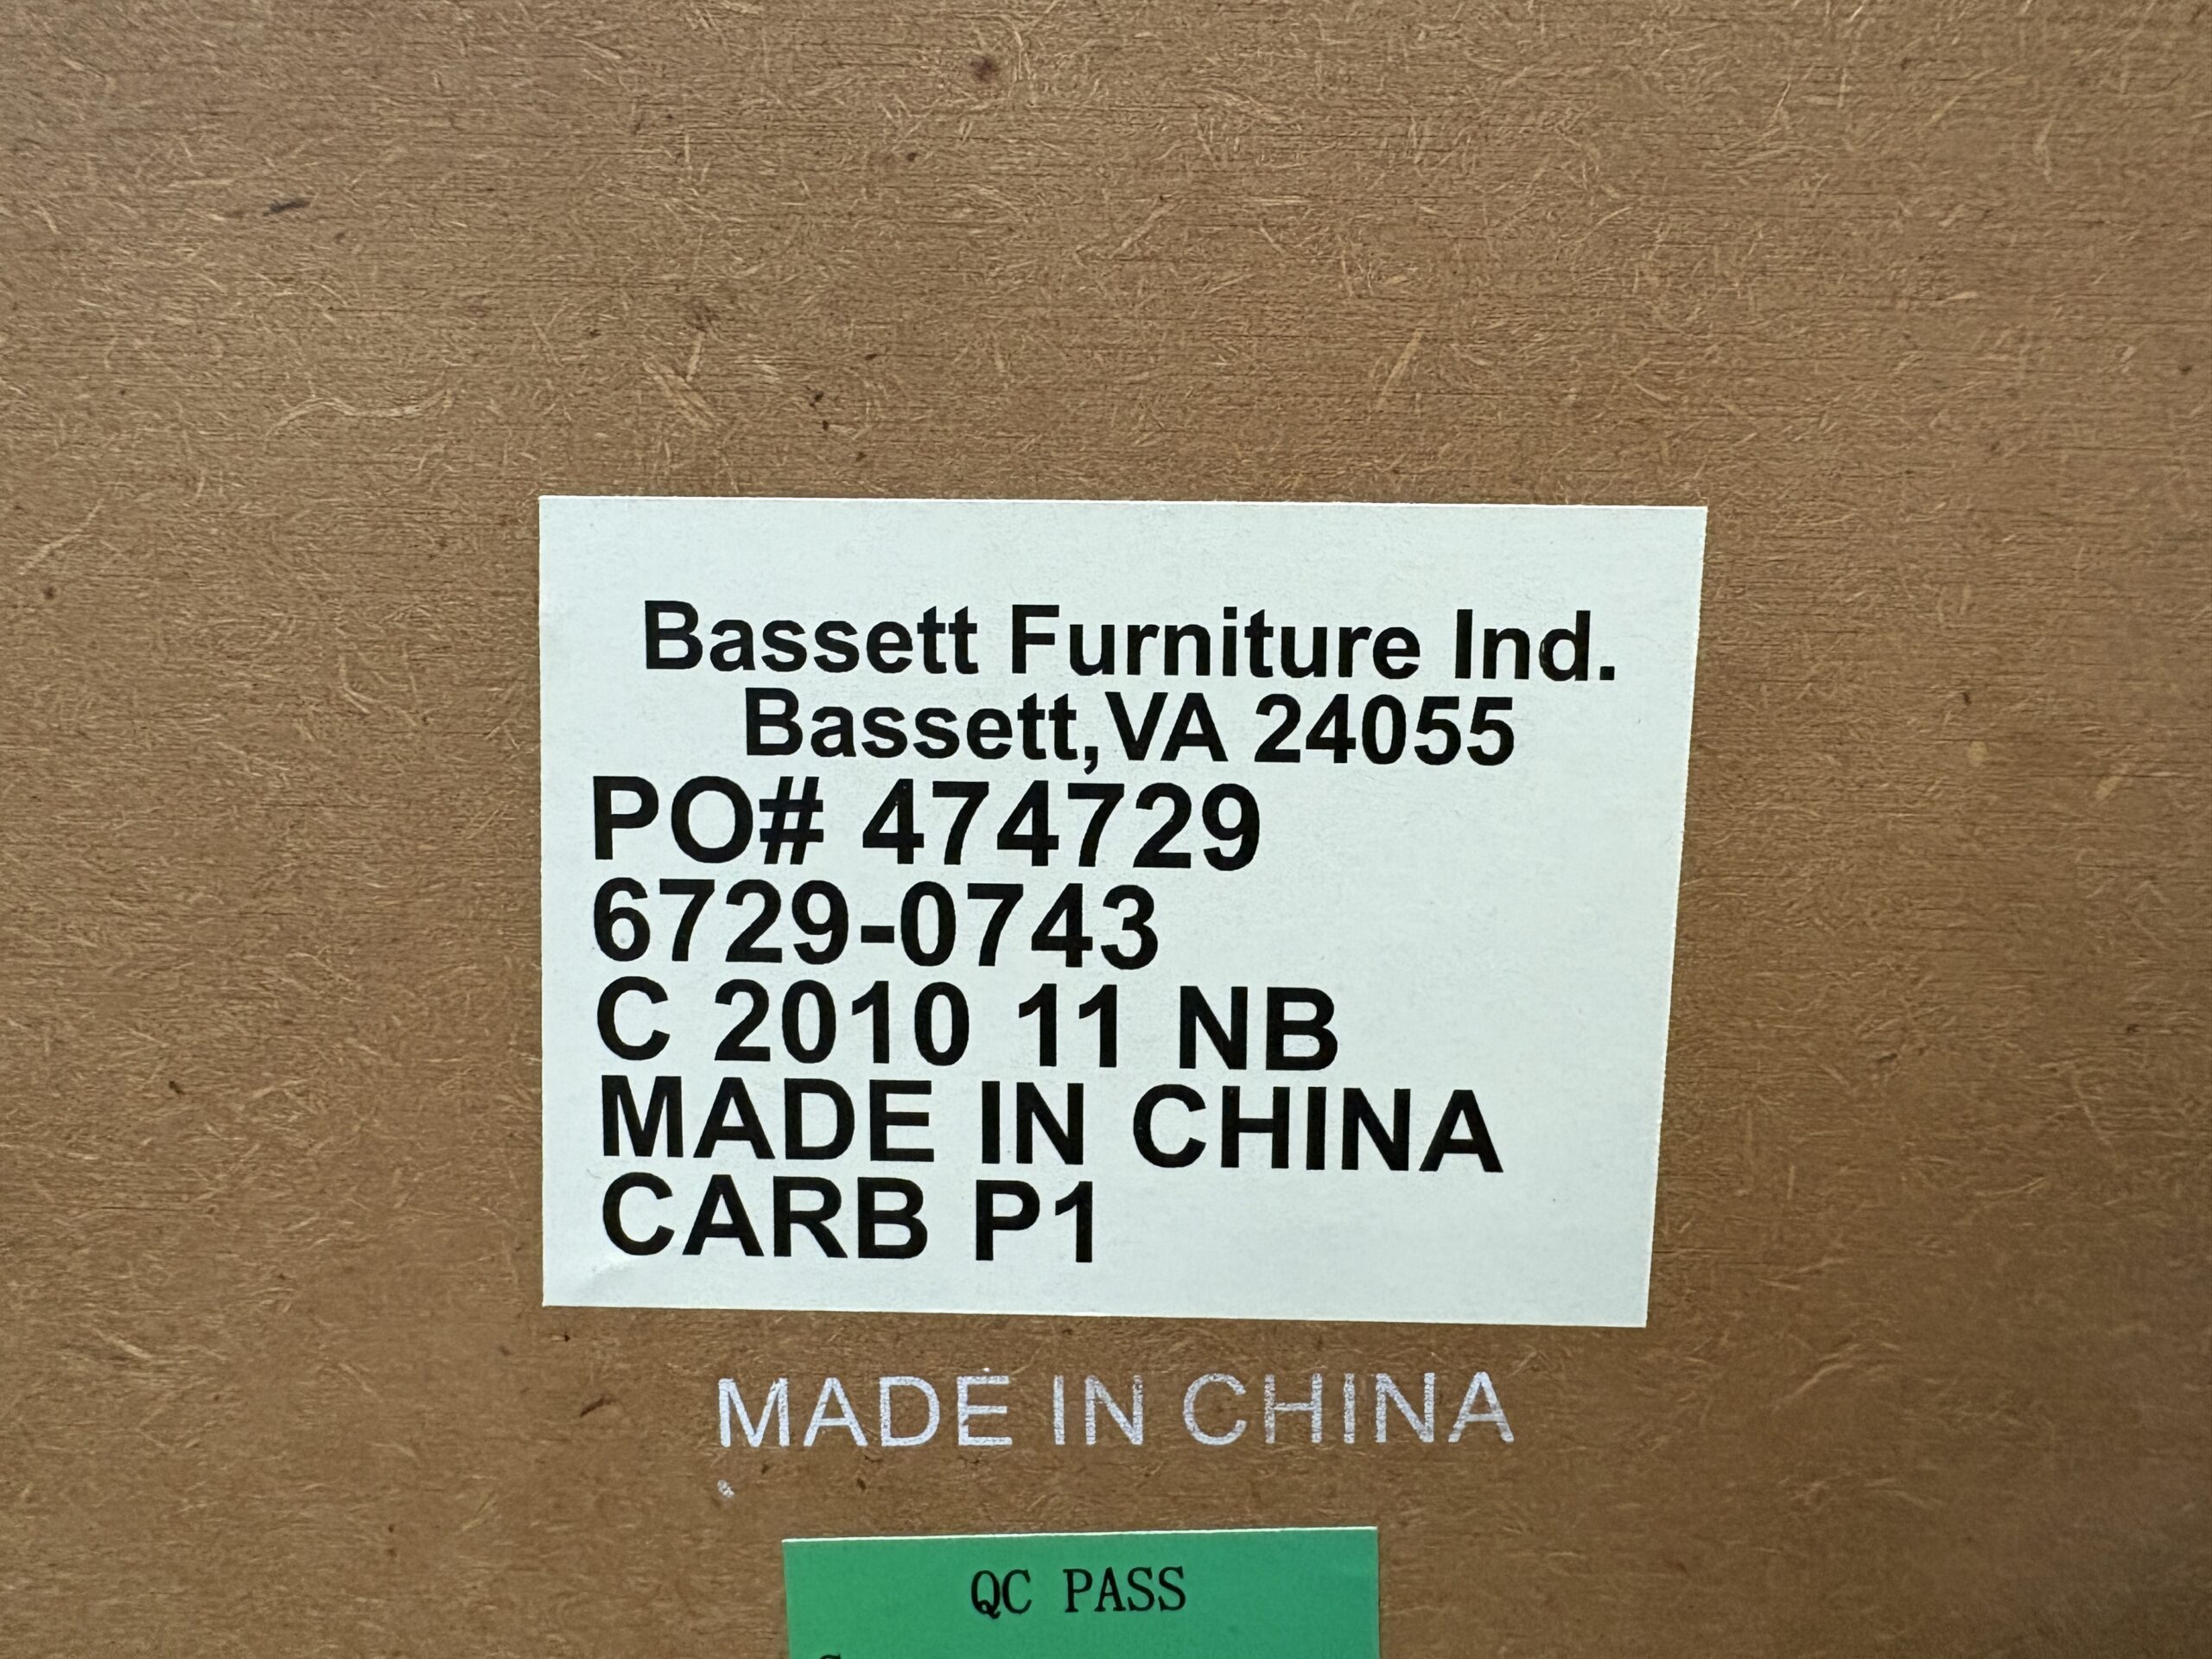 Bassett Furniture Ind.
Bassett,VA 24055
PO# 474729
6729-0743
C 2010 11 NB
MADE IN CHINA
CARB P1
MADE IN CHINA
QC PASS